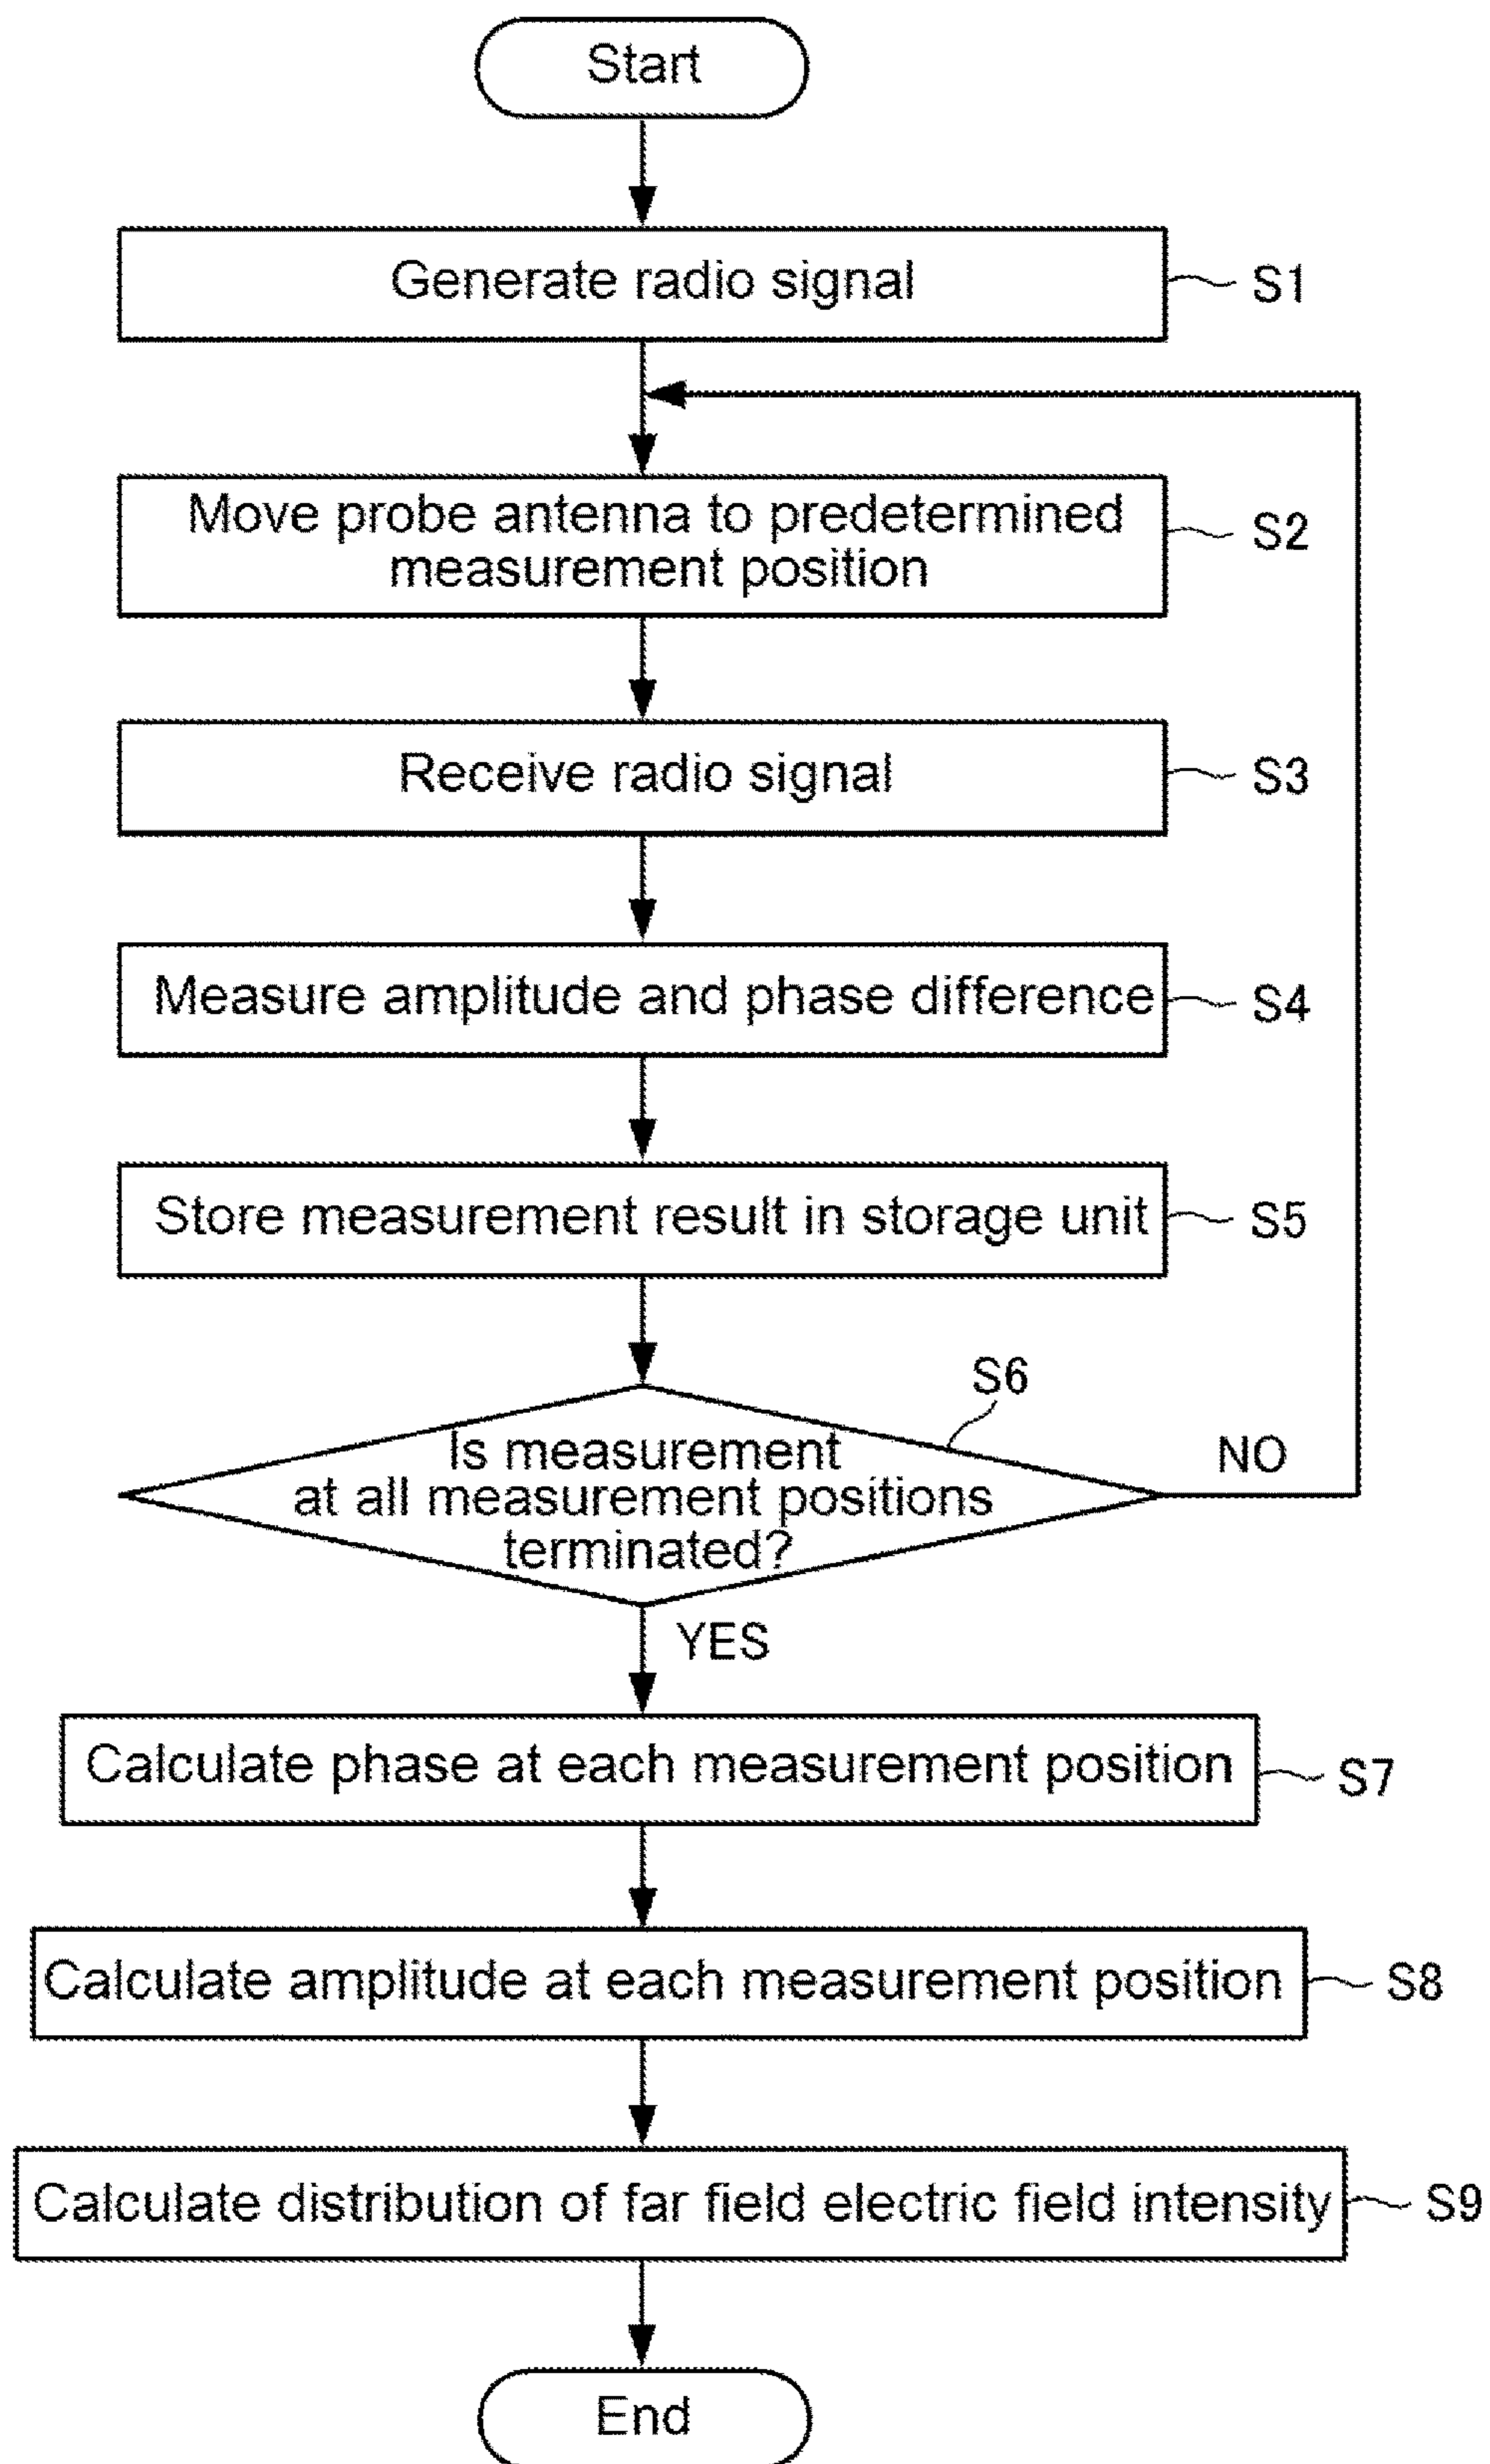 Start
Generate radio signal
S1
Move probe antenna to predetermined
measurement position
S2
Receive radio signal
S3
Measure amplitude and phase difference
S4
Store measurement result in storage unit
S5
S6
Is measurement
at all measurement positions
terminated?
NO
YES
Calculate phase at each measurement position
S7
Calculate amplitude at each measurement position
S8
Calculate distribution of far field electric field intensity
S9
End